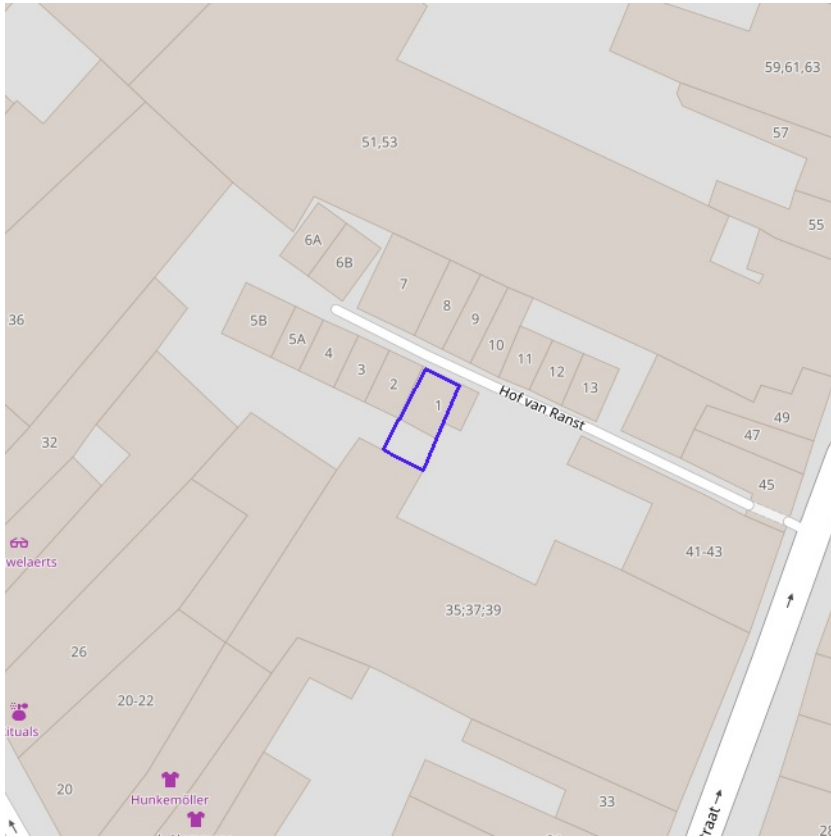 59,61,63
57
51,53
55
6A
6B
7
8
9
10
11
12
13
5B
5A
4
3
2
1
Hof van Ranst
36
32
49
47
45
41-43
welaerts
35;37;39
26
20-22
ituals
20
Hunkemöller
33
raat